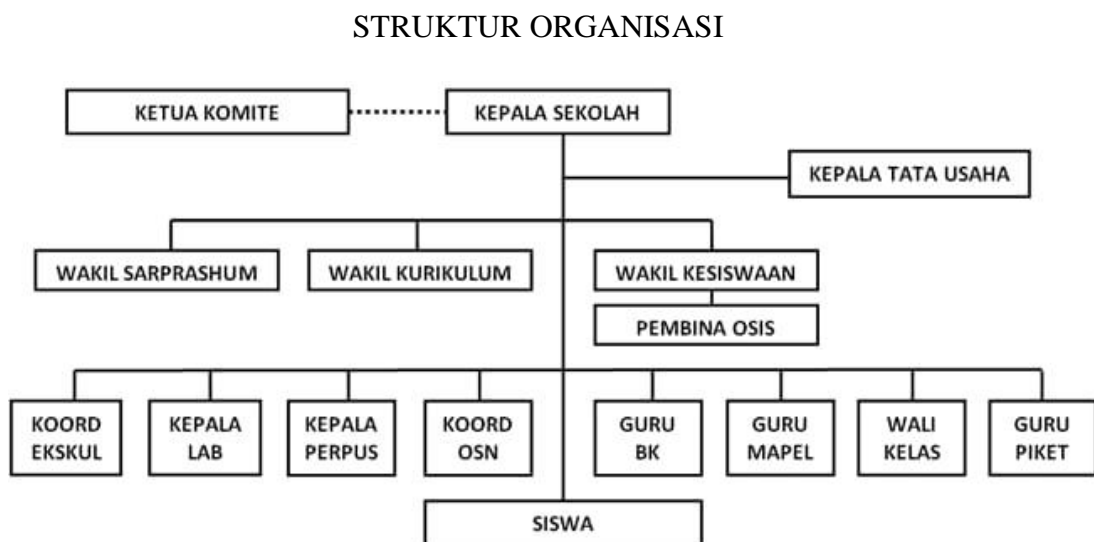 STRUKTUR ORGANISASI
KETUA KOMITE
KEPALA SEKOLAH
KEPALA TATA USAHA
WAKIL SARPRASHUM
WAKIL KURIKULUM
WAKIL KESISWAAN
PEMBINA OSIS
KOORD
EKSKUL
KEPALA
LAB
KEPALA
PERPUS
KOORD
OSN
GURU
BK
GURU
MAPEL
WALI
KELAS
GURU
PIKET
SISWA